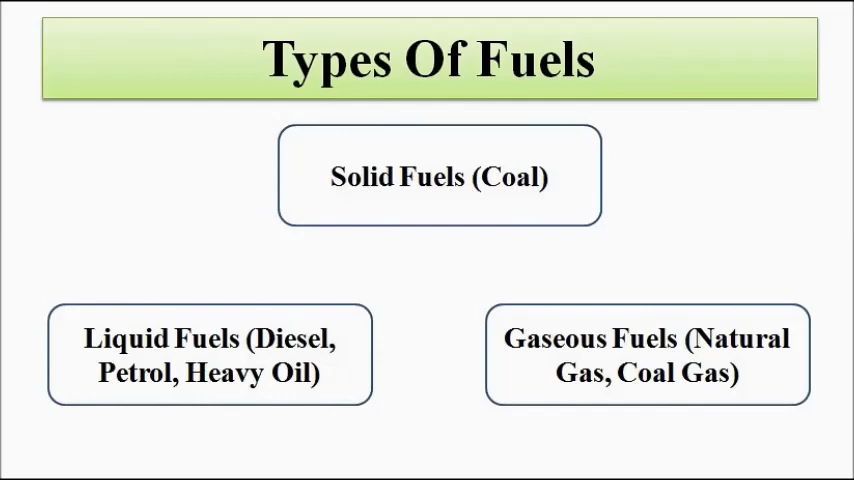 Types Of Fuels
Solid Fuels (Coal)
Liquid Fuels (Diesel,
Petrol, Heavy Oil)
Gaseous Fuels (Natural
Gas, Coal Gas)